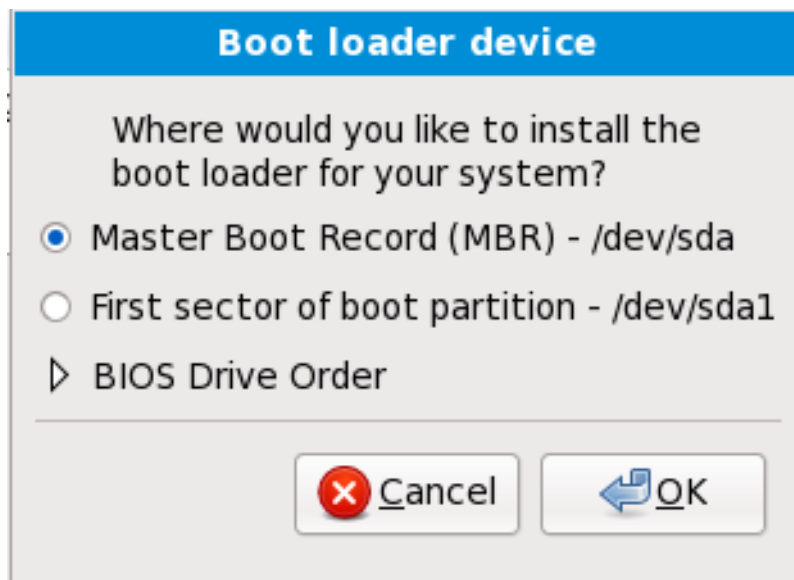 Boot loader device
Where would you like to install the
boot loader for your system?
Master Boot Record (MBR) - /dev/sda
First sector of boot partition - /dev/sda1
BIOS Drive Order
Cancel
OK